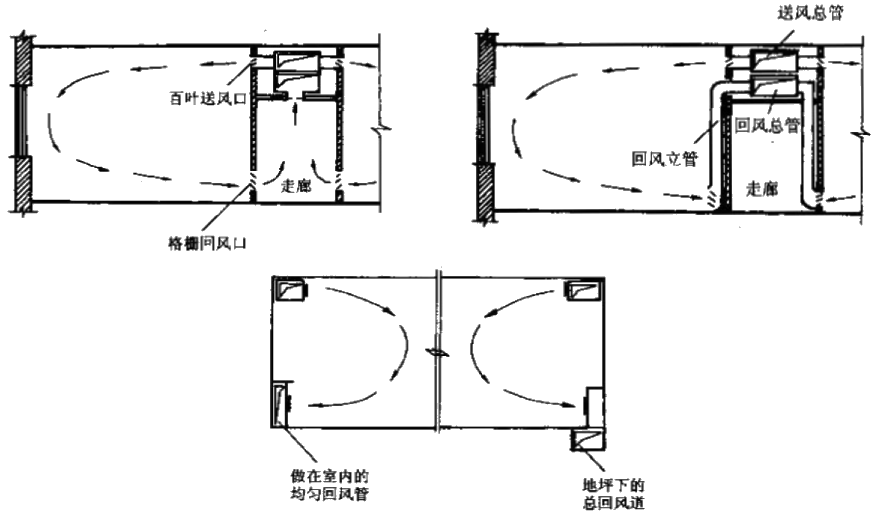 百叶送风口
走廊
格栅回风口
送风总管
回风总管
回风立管
走廊
做在室内的
均匀回风管
地坪下的
总回风道